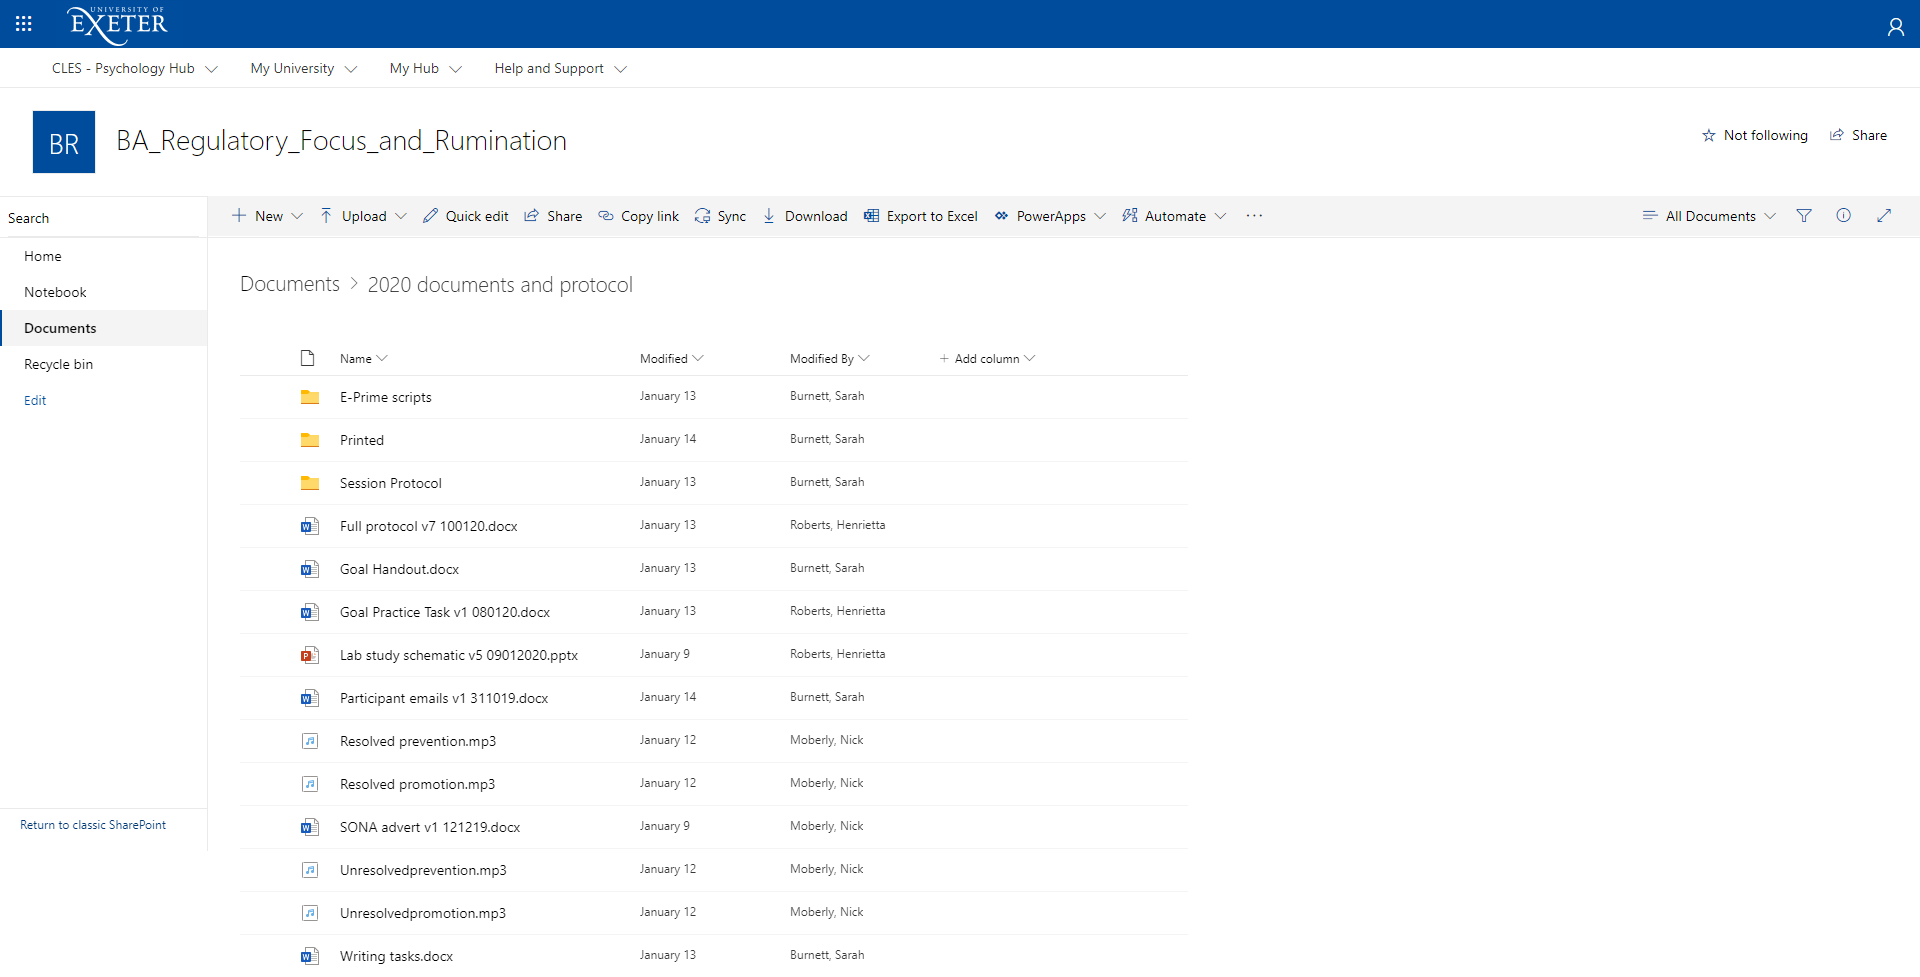 UNIVERSITY OF
EXETER
CLES - Psychology Hub My University My Hub Help and Support
BR
BA_Regulatory_Focus_and_Rumination
Not following Share
Search
New Upload Quick edit Share Copy link Sync Download Export to Excel PowerApps Automate ... All Documents
Home
Notebook
Documents
Recycle bin
Edit
Return to classic SharePoint
Documents > 2020 documents and protocol
Name Modified Modified By + Add column
E-Prime scripts January 13 Burnett, Sarah
Printed January 14 Burnett, Sarah
Session Protocol January 13 Burnett, Sarah
Full protocol v7 100120.docx January 13 Roberts, Henrietta
Goal Handout.docx January 13 Burnett, Sarah
Goal Practice Task v1 080120.docx January 13 Roberts, Henrietta
Lab study schematic v5 09012020.pptx January 9 Roberts, Henrietta
Participant emails v1 311019.docx January 14 Burnett, Sarah
Resolved prevention.mp3 January 12 Moberly, Nick
Resolved promotion.mp3 January 12 Moberly, Nick
SONA advert v1 121219.docx January 9 Moberly, Nick
Unresolvedprevention.mp3 January 12 Moberly, Nick
Unresolvedpromotion.mp3 January 12 Moberly, Nick
Writing tasks.docx January 13 Burnett, Sarah